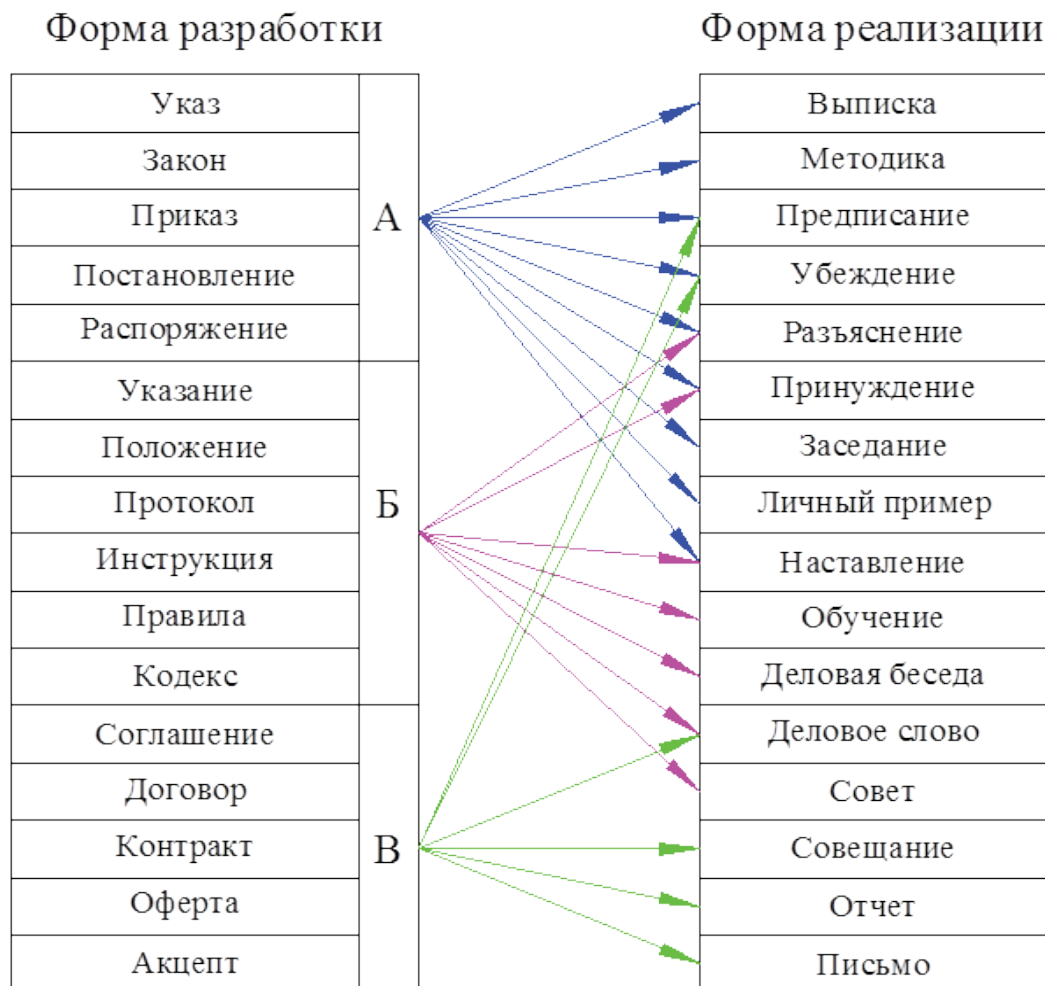 Форма разработки
Форма реализации
Указ
Закон
Приказ
Постановление
Распоряжение
Указание
Положение
Протокол
Инструкция
Правила
Кодекс
Соглашение
Договор
Контракт
Оферта
Акцепт
А
Б
В
Выписка
Методика
Предписание
Убеждение
Разъяснение
Принуждение
Заседание
Личный пример
Наставление
Обучение
Деловая беседа
Деловое слово
Совет
Совещание
Отчет
Письмо